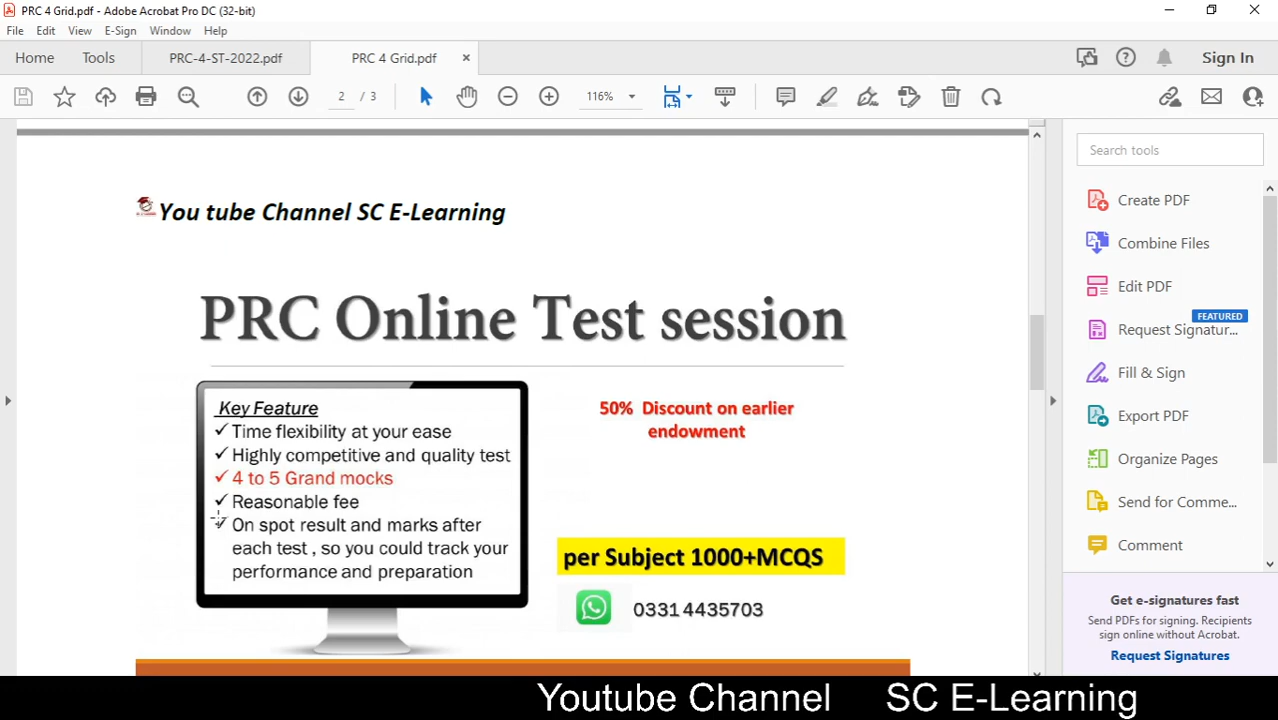 PRC 4 Grid.pdf - Adobe Acrobat Pro DC (32-bit)
File Edit View E-Sign Window Help
Home Tools PRC-4-ST-2022.pdf PRC 4 Grid.pdf × Sign In
2 / 3 116%
You tube Channel SC E-Learning
PRC Online Test session
Key Feature
✓ Time flexibility at your ease
✓ Highly competitive and quality test
✓ 4 to 5 Grand mocks
✓ Reasonable fee
✓ On spot result and marks after
each test , so you could track your
performance and preparation
50% Discount on earlier
endowment
per Subject 1000+MCQS
03314435703
Search tools
Create PDF
Combine Files
Edit PDF
FEATURED
Request Signatur...
Fill & Sign
Export PDF
Organize Pages
Send for Comme...
Comment
Get e-signatures fast
Send PDFs for signing. Recipients
sign online without Acrobat.
Request Signatures
Youtube Channel SC E-Learning